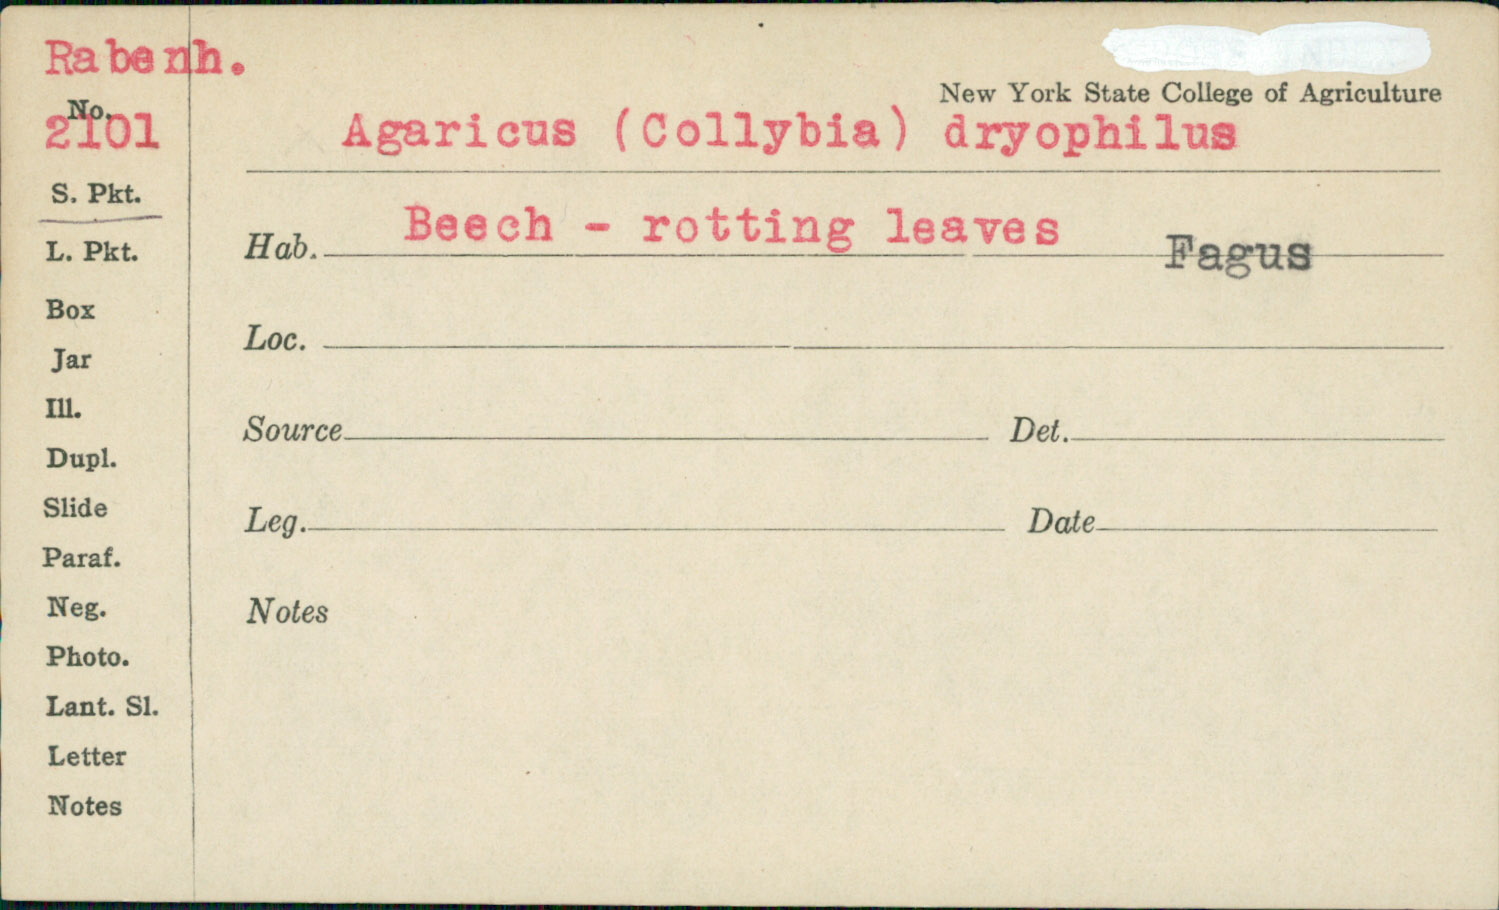 Rabenh.
New York State College of Agriculture
No.
2101
Agaricus (Collybia) dryophilus
S. Pkt.
Hab. Beech - rotting leaves Fagus
L. Pkt.
Box
Loc.
Jar
Ill.
Source Det.
Dupl.
Slide
Leg. Date
Paraf.
Neg.
Notes
Photo.
Lant. Sl.
Letter
Notes